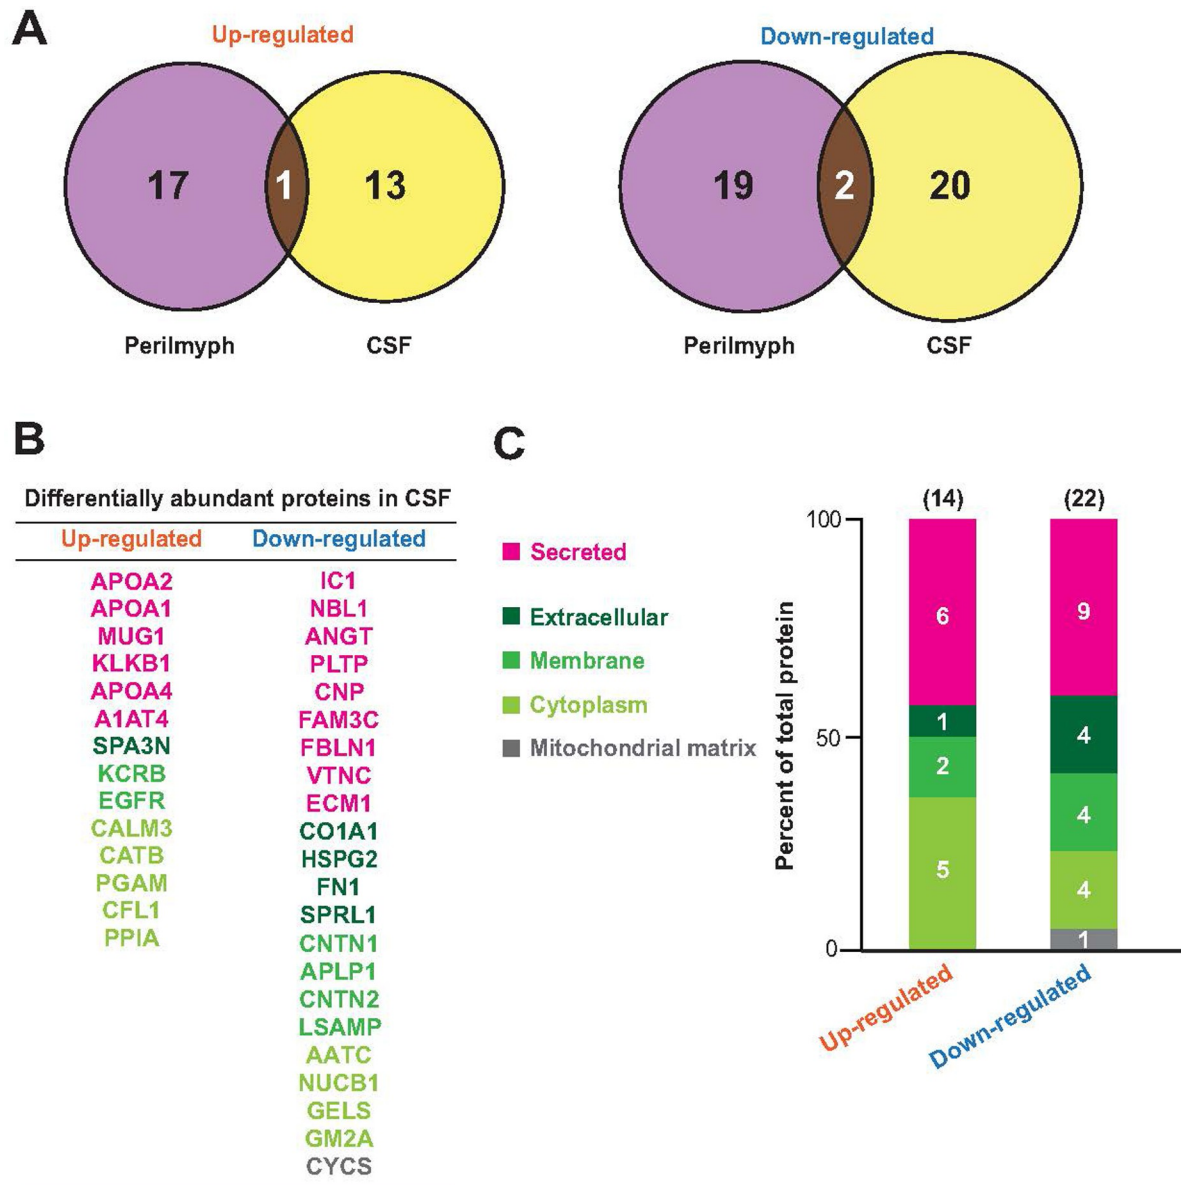 A
Up-regulated
Down-regulated
17
1
13
19
2
20
Perilmyph
CSF
Perilmyph
CSF
B
Differentially abundant proteins in CSF
Up-regulated Down-regulated
APOA2 IC1
APOA1 NBL1
MUG1 ANGT
KLKB1 PLTP
APOA4 CNP
A1AT4 FAM3C
SPA3N FBLN1
KCRB VTNC
EGFR ECM1
CALM3 CO1A1
CATB HSPG2
PGAM FN1
CFL1 SPRL1
PPIA CNTN1
APLP1
CNTN2
LSAMP
AATC
NUCB1
GELS
GM2A
CYCS
C
Secreted
Extracellular
Membrane
Cytoplasm
Mitochondrial matrix
Percent of total protein
100
50
0
(14)
(22)
6
1
2
5
9
4
4
4
1
Up-regulated
Down-regulated